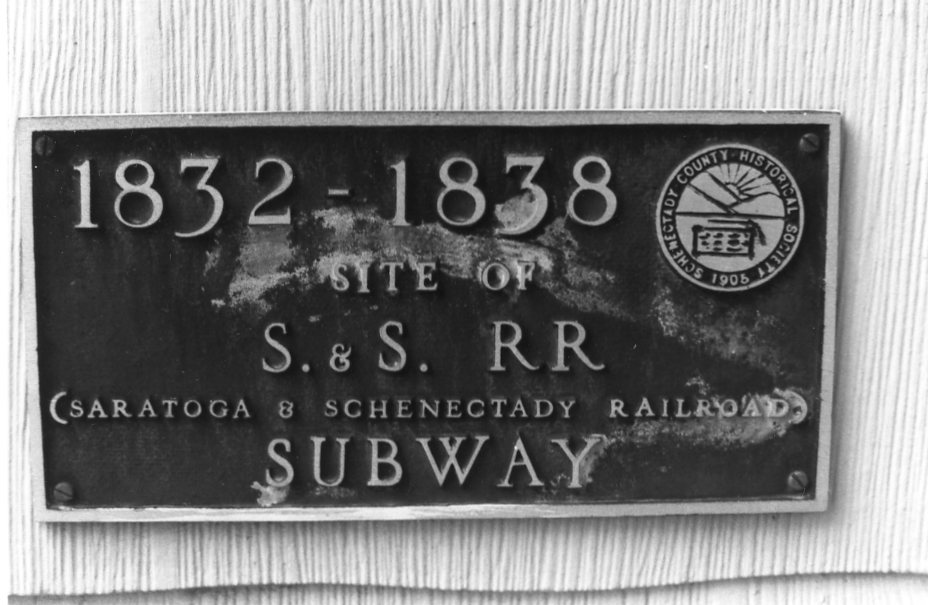 1832 - 1838
SCHENECTADY COUNTY HISTORICAL SOCIETY
1905
SITE OF
S. & S. RR
(SARATOGA & SCHENECTADY RAILROAD)
SUBWAY